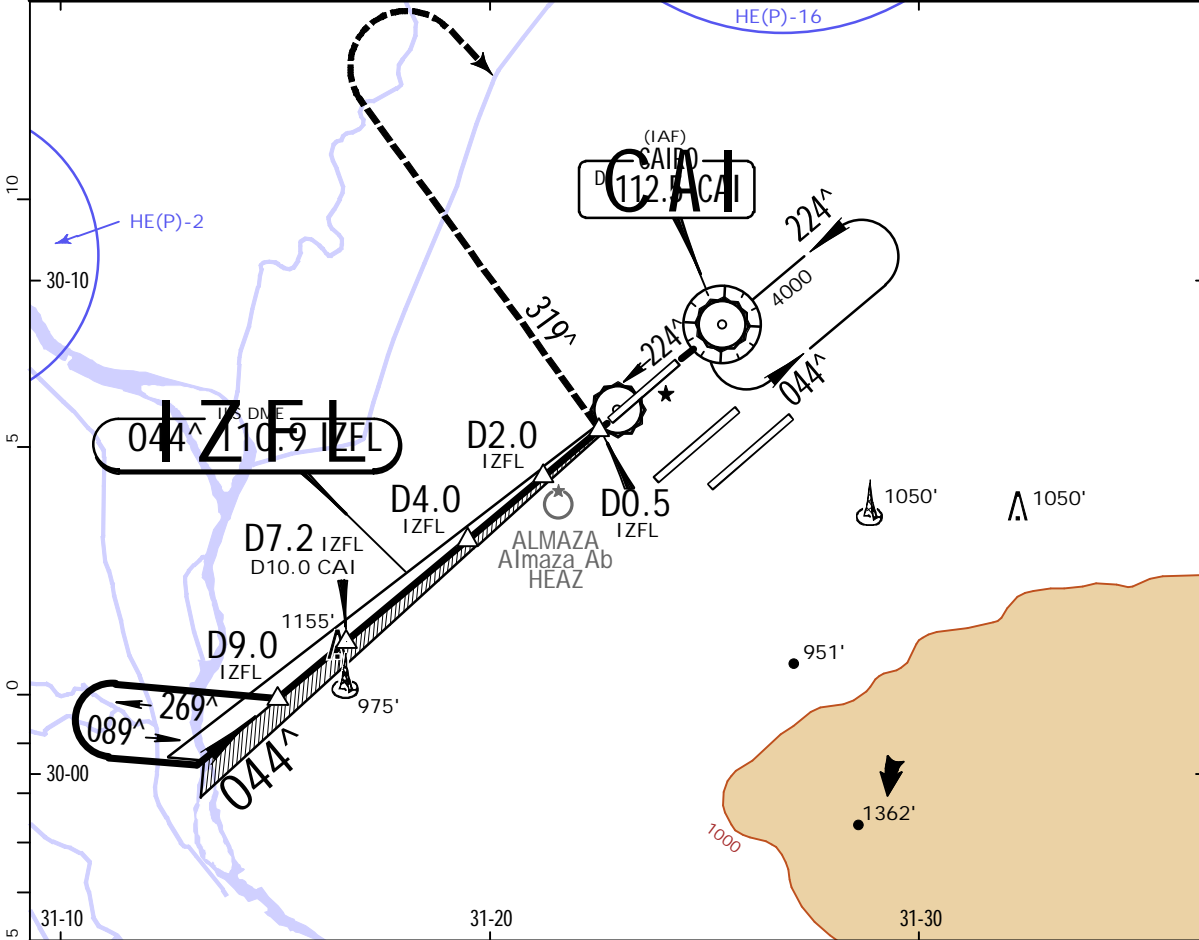 HE(P)-16
(IAF)
CAIRO
D 112.5 CAI
CAI
224^
4000
044^
224^
319^
10
HE(P)-2
30-10
5
ILS DME
044^ 110.9 IZFL
IZFL
D2.0
IZFL
D4.0
IZFL
D0.5
IZFL
D7.2 IZFL
D10.0 CAI
ALMAZA
Almaza Ab
HEAZ
1050'
1050'
1155'
D9.0
IZFL
951'
0
269^
975'
089^
044^
30-00
1362'
1000
5
31-10
31-20
31-30